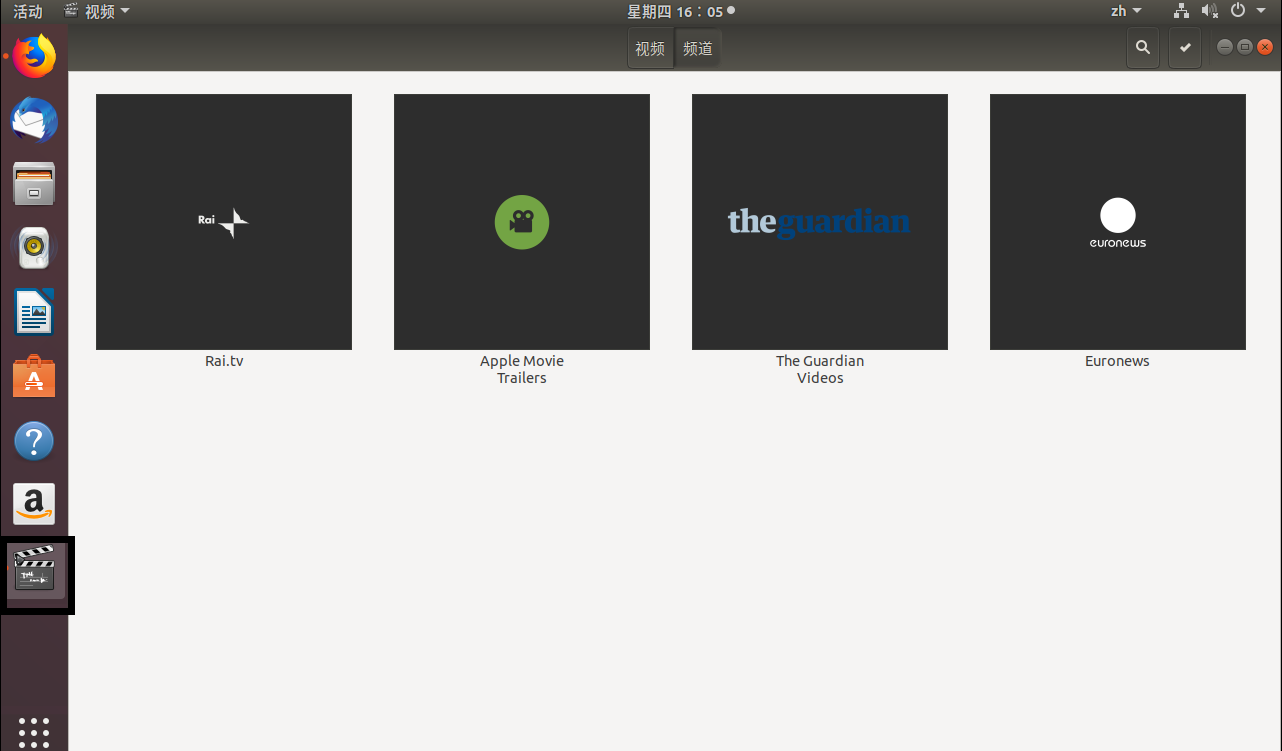 活动 视频 星期四 16：05 zh
视频 频道
Rai
theguardian
euronews
Rai.tv
Apple Movie
Trailers
The Guardian
Videos
Euronews